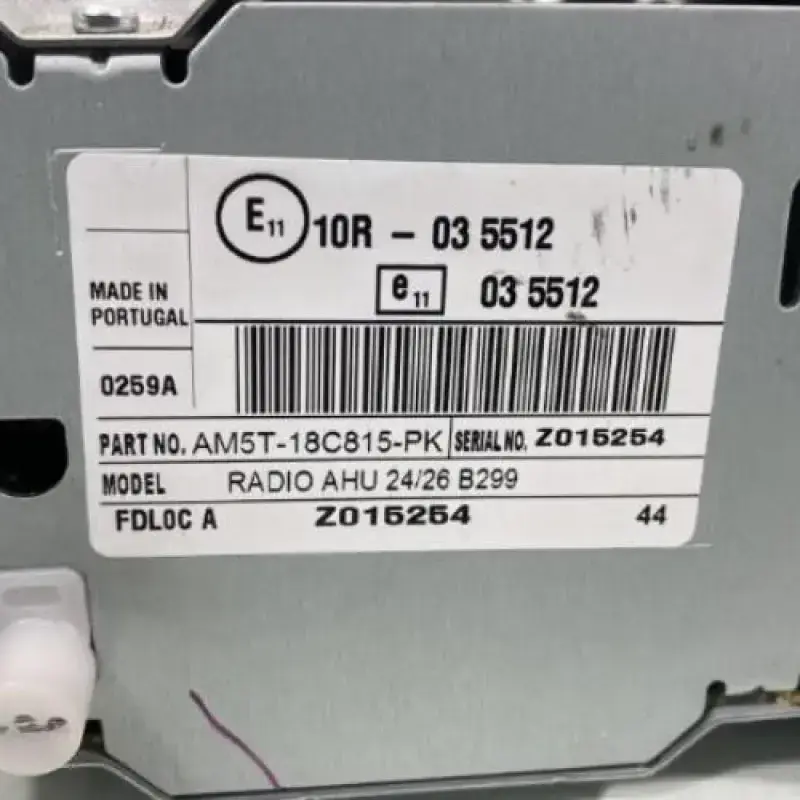 E11 10R - 03 5512
e11 03 5512
MADE IN
PORTUGAL
0259A
PART NO. AM5T-18C815-PK SERIAL NO. Z015254
MODEL RADIO AHU 24/26 B299
FDLOC A Z015254 44